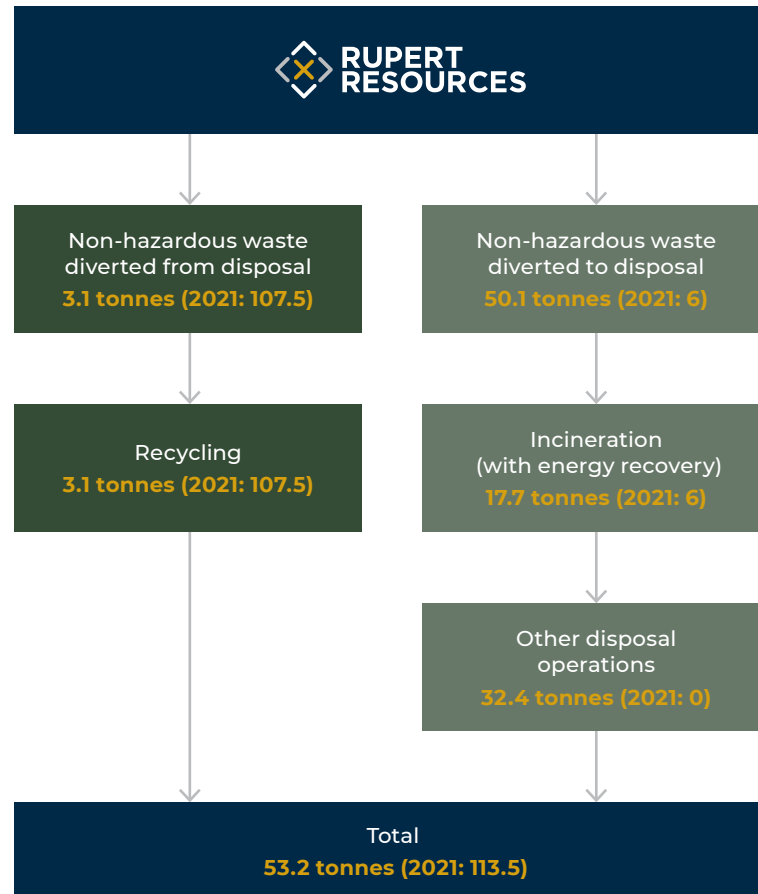 RUPERT
RESOURCES
Non-hazardous waste
diverted from disposal
3.1 tonnes (2021: 107.5)
Non-hazardous waste
diverted to disposal
50.1 tonnes (2021: 6)
Recycling
3.1 tonnes (2021: 107.5)
Incineration
(with energy recovery)
17.7 tonnes (2021: 6)
Other disposal
operations
32.4 tonnes (2021: 0)
Total
53.2 tonnes (2021: 113.5)